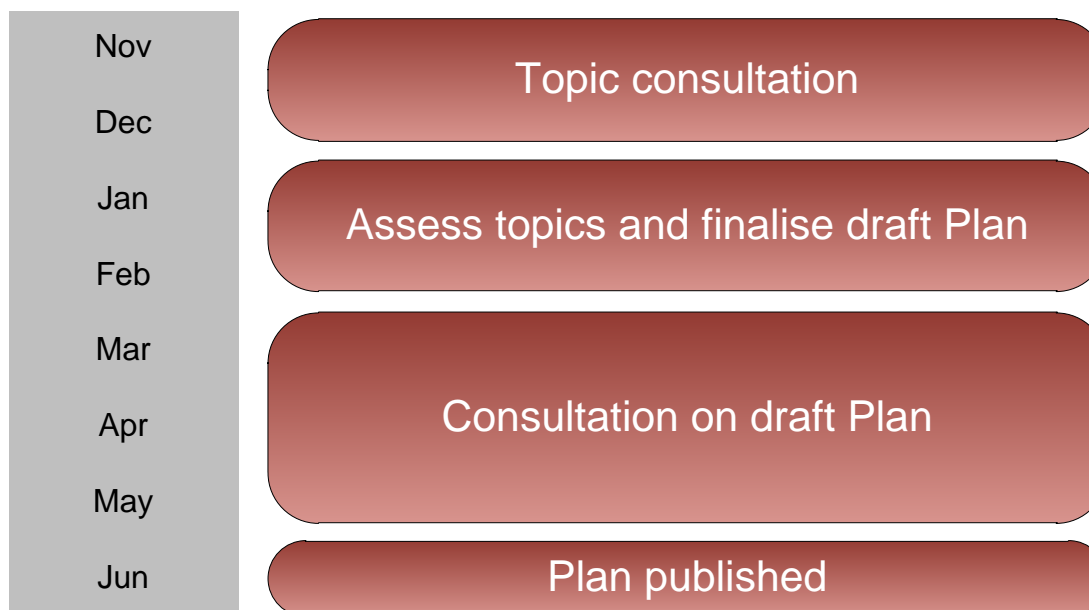 Nov
Topic consultation
Dec
Jan
Assess topics and finalise draft Plan
Feb
Mar
Apr
Consultation on draft Plan
May
Jun
Plan published